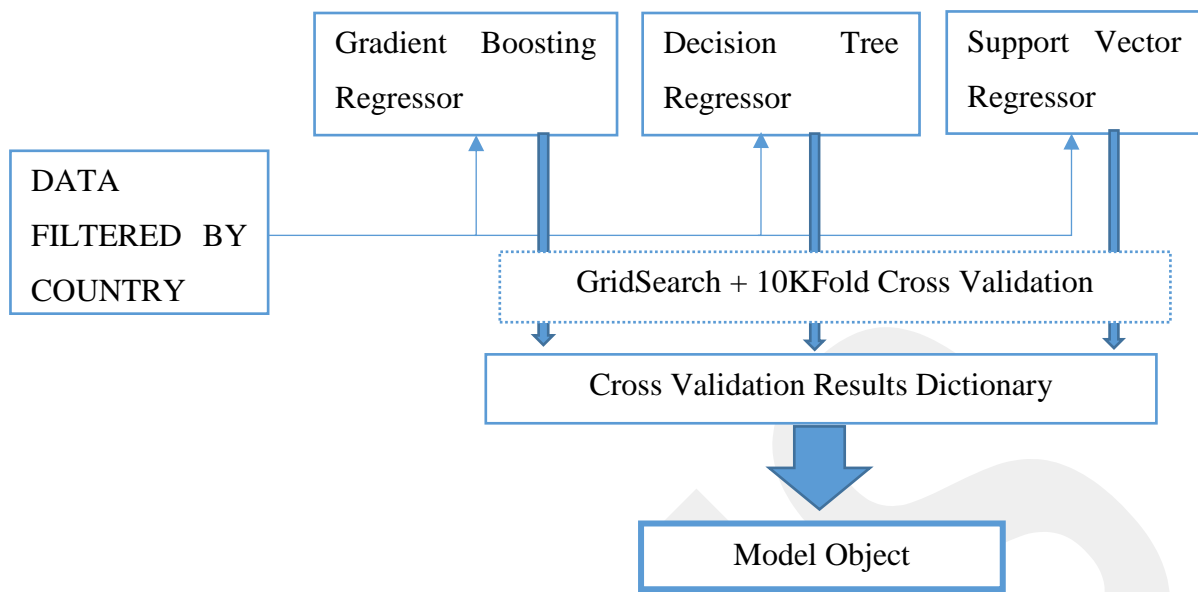 Gradient Boosting
Regressor
Decision Tree
Regressor
Support Vector
Regressor
DATA
FILTERED BY
COUNTRY
GridSearch + 10KFold Cross Validation
Cross Validation Results Dictionary
Model Object